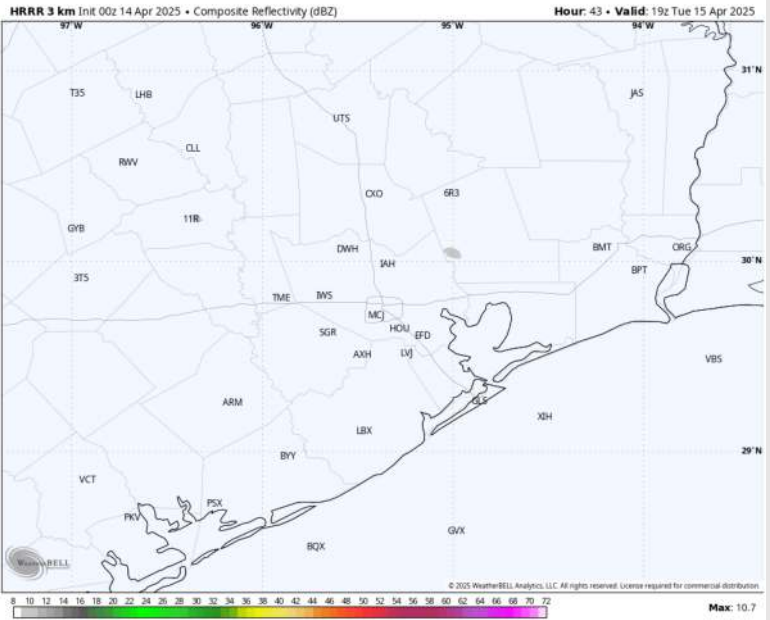 HRRR 3 km Init 00z 14 Apr 2025 • Composite Reflectivity (dBZ) Hour: 43 • Valid: 19z Tue 15 Apr 2025
97°W 96°W 95°W 94°W
31°N
T35 LHB JAS
UTS
CLL
RWV
CXO 6R3
11R
GYB
DWH BMT ORG
IAH 30°N
BPT
3T5
TME IWS
MCJ
SGR HOU EFD
AXH LVJ VBS
ARM GLS
XIH
LBX
29°N
BYY
VCT
PSX
PKV
GVX
BQX
WEATHERBELL
© 2025 WeatherBELL Analytics, LLC. All rights reserved. License required for commercial distribution.
8 10 12 14 16 18 20 22 24 26 28 30 32 34 36 38 40 42 44 46 48 50 52 54 56 58 60 62 64 66 68 70 72 Max: 10.7